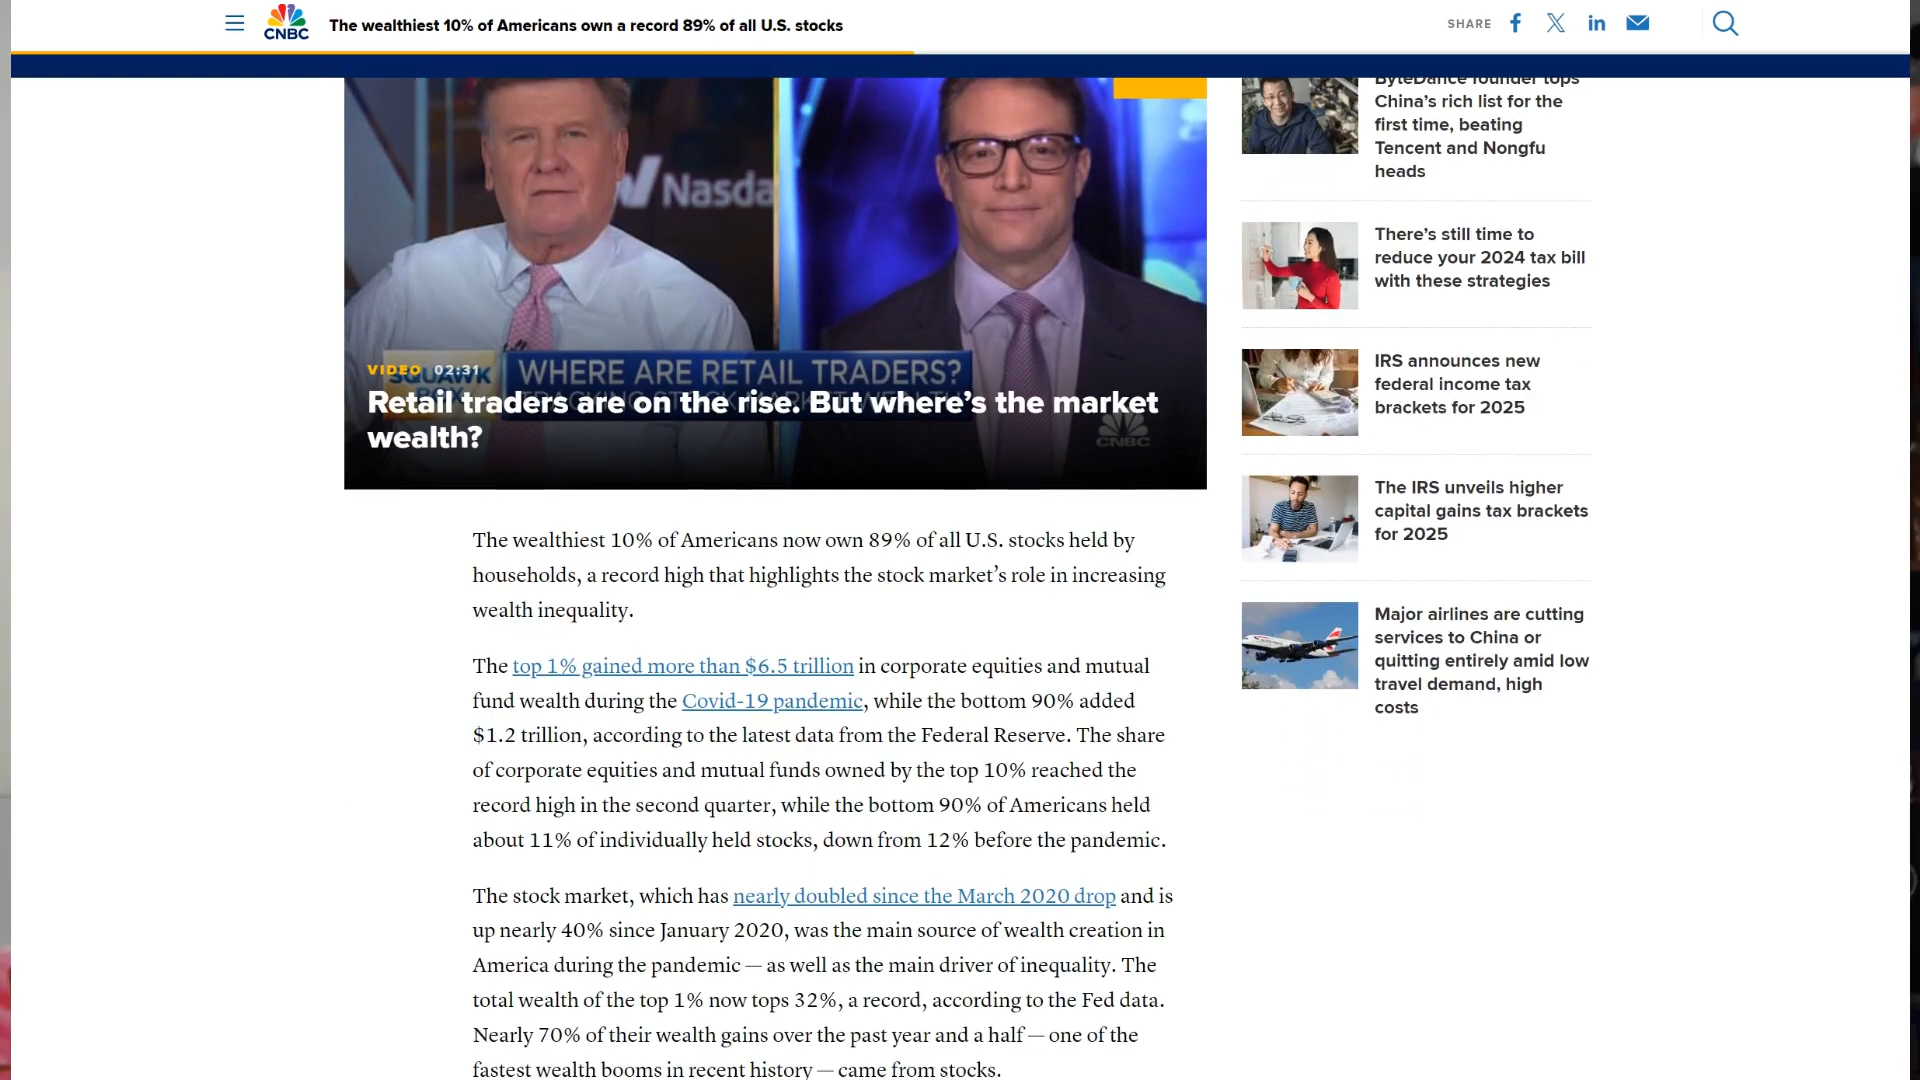 CNBC
The wealthiest 10% of Americans own a record 89% of all U.S. stocks
SHARE
Nasda
VIDEO 02:31
SQUAWK
WHERE ARE RETAIL TRADERS?
Retail traders are on the rise. But where's the market
wealth?
CNBC
The wealthiest 10% of Americans now own 89% of all U.S. stocks held by
households, a record high that highlights the stock market's role in increasing
wealth inequality.
The top 1% gained more than $6.5 trillion in corporate equities and mutual
fund wealth during the Covid-19 pandemic, while the bottom 90% added
$1.2 trillion, according to the latest data from the Federal Reserve. The share
of corporate equities and mutual funds owned by the top 10% reached the
record high in the second quarter, while the bottom 90% of Americans held
about 11% of individually held stocks, down from 12% before the pandemic.
The stock market, which has nearly doubled since the March 2020 drop and is
up nearly 40% since January 2020, was the main source of wealth creation in
America during the pandemic — as well as the main driver of inequality. The
total wealth of the top 1% now tops 32%, a record, according to the Fed data.
Nearly 70% of their wealth gains over the past year and a half — one of the
fastest wealth booms in recent history — came from stocks.
ByteDance founder tops
China's rich list for the
first time, beating
Tencent and Nongfu
heads
There's still time to
reduce your 2024 tax bill
with these strategies
IRS announces new
federal income tax
brackets for 2025
The IRS unveils higher
capital gains tax brackets
for 2025
Major airlines are cutting
services to China or
quitting entirely amid low
travel demand, high
costs